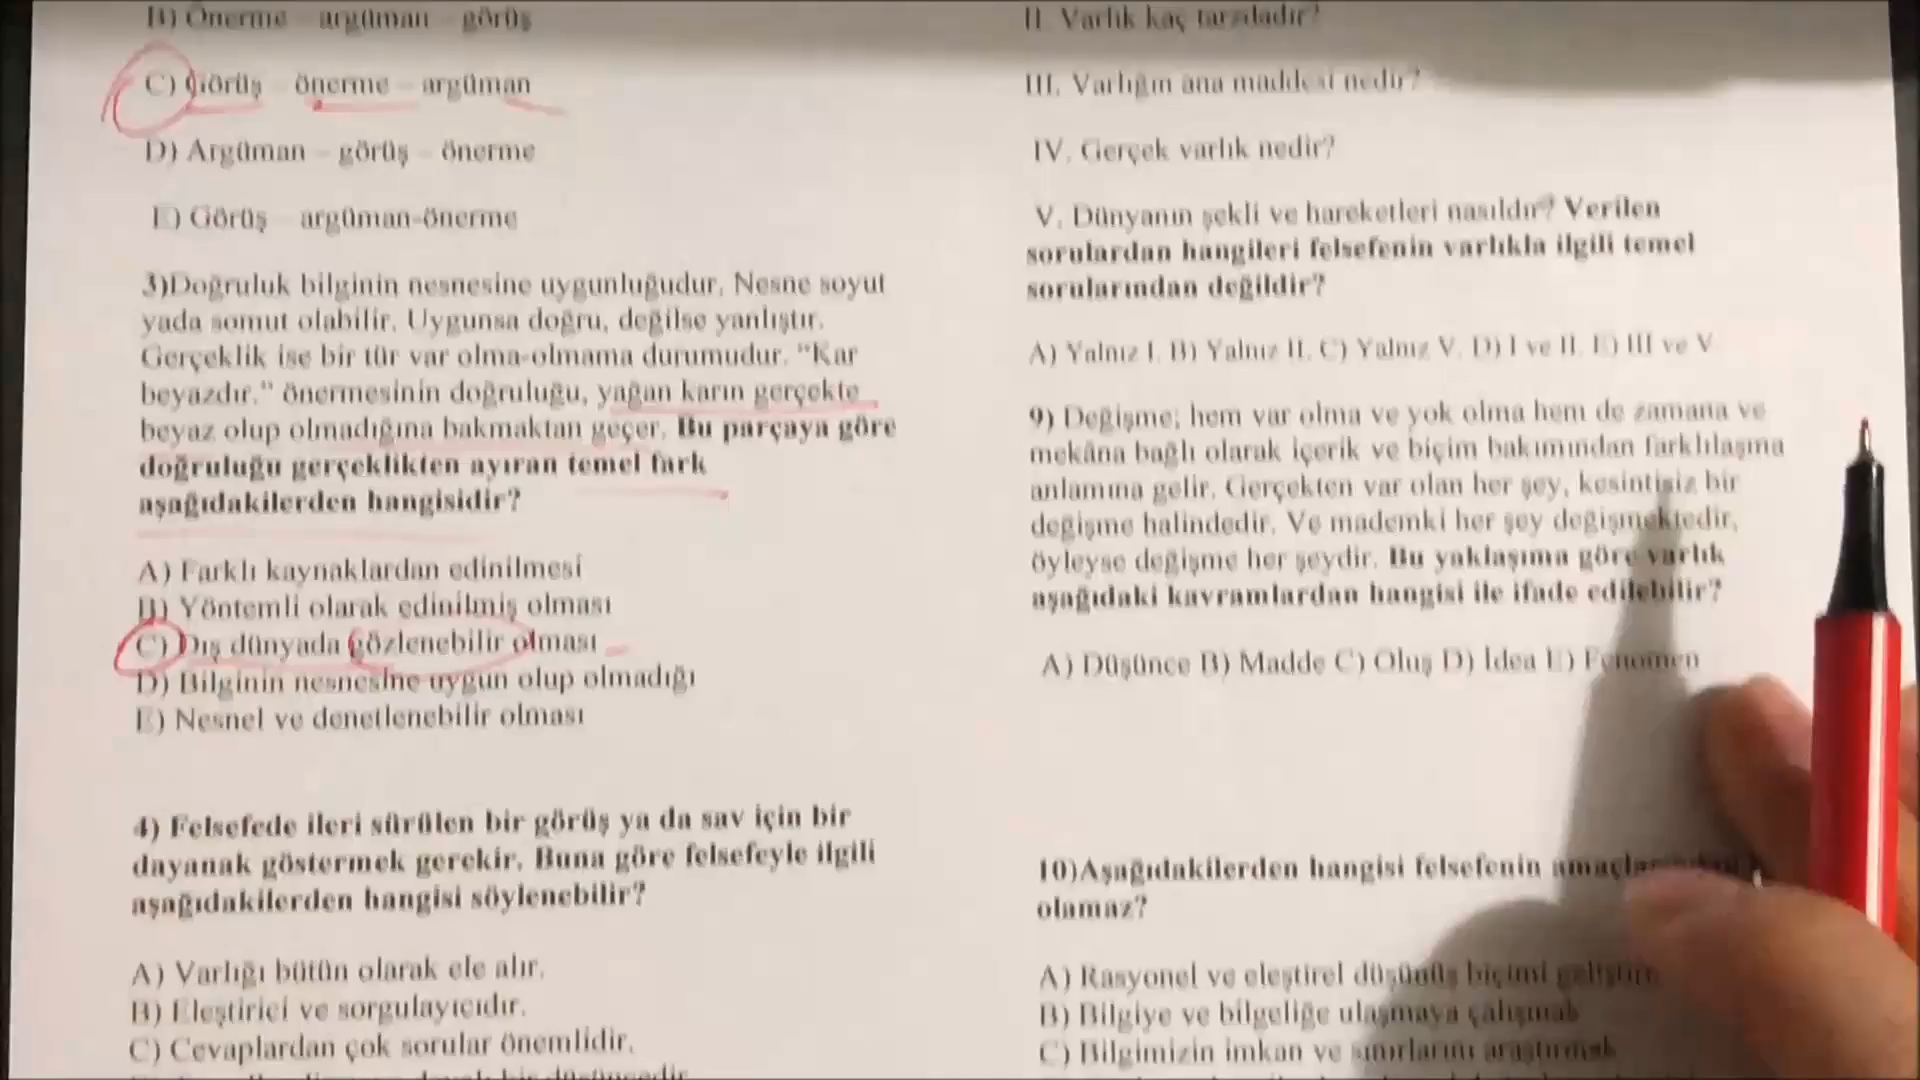 B) Önerme – argüman – görüş
C) Görüş – önerme – argüman
D) Argüman – görüş – önerme
E) Görüş – argüman-önerme
3)Doğruluk bilginin nesnesine uygunluğudur. Nesne soyut
yada somut olabilir. Uygunsa doğru, değilse yanlıştır.
Gerçeklik ise bir tür var olma-olmama durumudur. "Kar
beyazdır." önermesinin doğruluğu, yağan karın gerçekte
beyaz olup olmadığına bakmaktan geçer. Bu parçaya göre
doğruluğu gerçeklikten ayıran temel fark
aşağıdakilerden hangisidir?
A) Farklı kaynaklardan edinilmesi
B) Yöntemli olarak edinilmiş olması
C) Dış dünyada gözlenebilir olması
D) Bilginin nesnesine uygun olup olmadığı
E) Nesnel ve denetlenebilir olması
4) Felsefede ileri sürülen bir görüş ya da sav için bir
dayanak göstermek gerekir. Buna göre felsefeyle ilgili
aşağıdakilerden hangisi söylenebilir?
A) Varlığı bütün olarak ele alır.
B) Eleştirici ve sorgulayıcıdır.
C) Cevaplardan çok sorular önemlidir.
II. Varlık kaç tarzdadır?
III. Varlığın ana maddesi nedir?
IV. Gerçek varlık nedir?
V. Dünyanın şekli ve hareketleri nasıldır? Verilen
sorulardan hangileri felsefenin varlıkla ilgili temel
sorularından değildir?
A) Yalnız I. B) Yalnız II. C) Yalnız V. D) I ve II. E) III ve V
9) Değişme; hem var olma ve yok olma hem de zamana ve
mekâna bağlı olarak içerik ve biçim bakımından farklılaşma
anlamına gelir. Gerçekten var olan her şey, kesintisiz bir
değişme halindedir. Ve mademki her şey değişmektedir,
öyleyse değişme her şeydir. Bu yaklaşıma göre varlık
aşağıdaki kavramlardan hangisi ile ifade edilebilir?
A) Düşünce B) Madde C) Oluş D) İdea E) Fenomen
10)Aşağıdakilerden hangisi felsefenin
olamaz?
A) Rasyonel ve eleştirel düşünüş biçimi
B) Bilgiye ve bilgeliğe ulaşmaya çalışmak
C) Bilgimizin imkan ve sınırlarını araştırmak